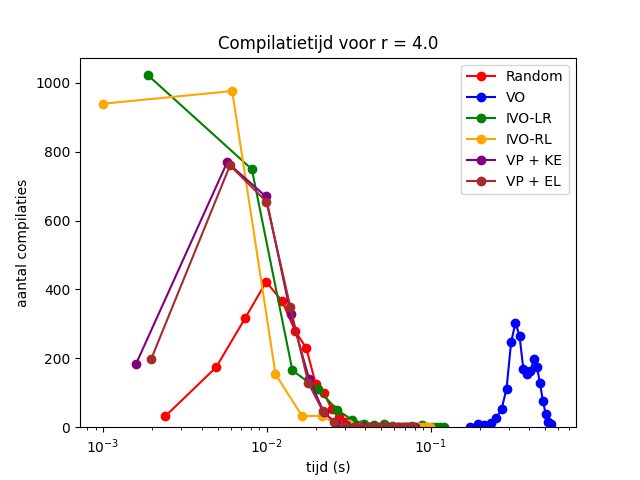 Compilatietijd voor r = 4.0
aantal compilaties
1000
800
600
400
200
0
10⁻³
10⁻²
10⁻¹
tijd (s)
Random
VO
IVO-LR
IVO-RL
VP + KE
VP + EL